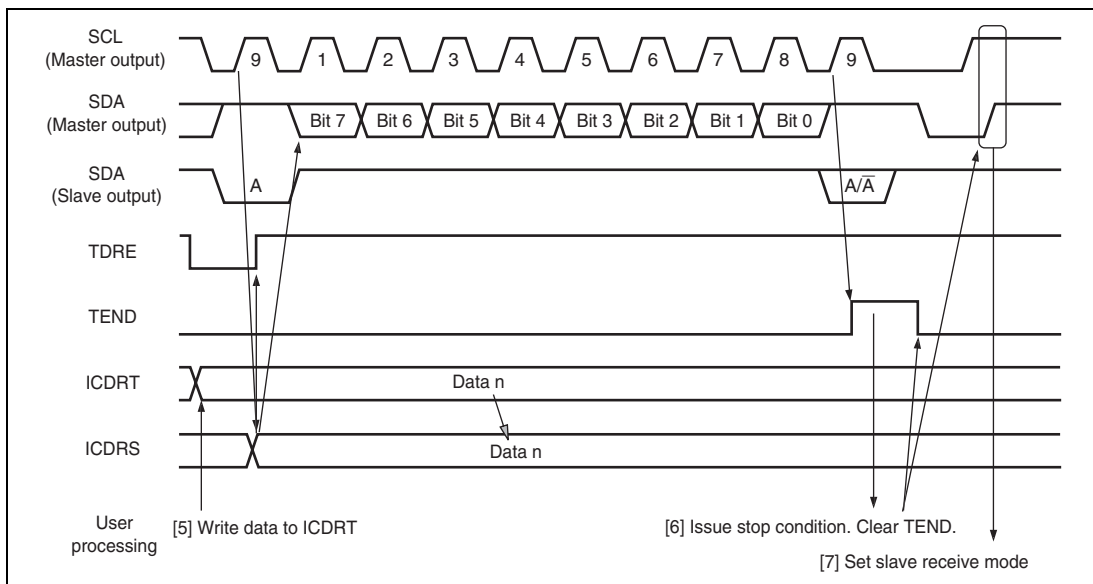 SCL
(Master output)
9 1 2 3 4 5 6 7 8 9
SDA
(Master output)
Bit 7 Bit 6 Bit 5 Bit 4 Bit 3 Bit 2 Bit 1 Bit 0
SDA
(Slave output)
A A/A̅
TDRE
TEND
ICDRT
Data n
ICDRS
Data n
User
processing
[5] Write data to ICDRT
[6] Issue stop condition. Clear TEND.
[7] Set slave receive mode